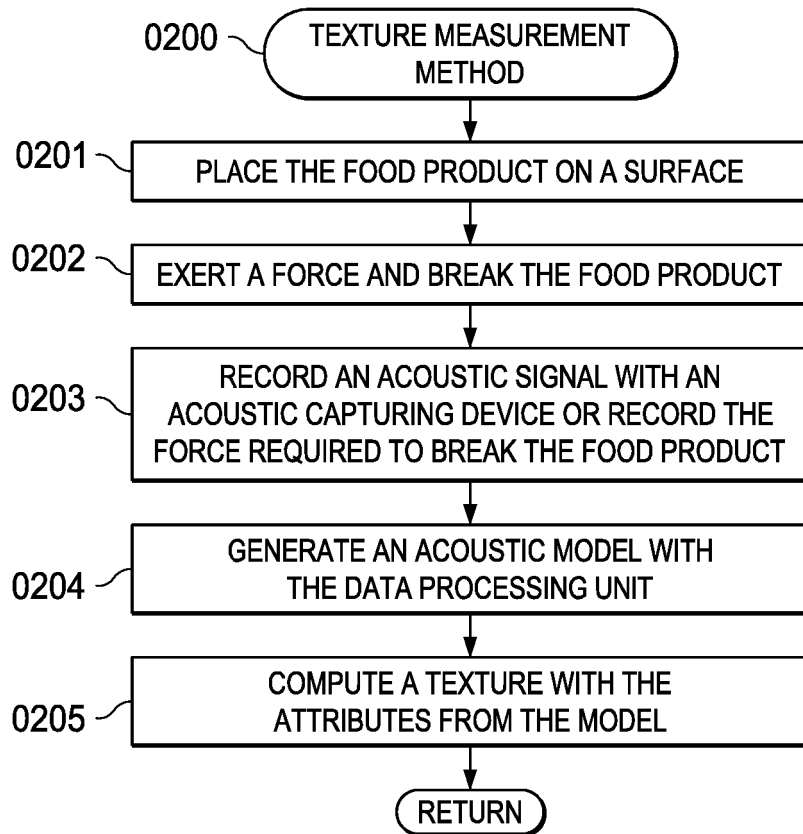 0200
TEXTURE MEASUREMENT
METHOD
0201
PLACE THE FOOD PRODUCT ON A SURFACE
0202
EXERT A FORCE AND BREAK THE FOOD PRODUCT
0203
RECORD AN ACOUSTIC SIGNAL WITH AN
ACOUSTIC CAPTURING DEVICE OR RECORD THE
FORCE REQUIRED TO BREAK THE FOOD PRODUCT
0204
GENERATE AN ACOUSTIC MODEL WITH
THE DATA PROCESSING UNIT
0205
COMPUTE A TEXTURE WITH THE
ATTRIBUTES FROM THE MODEL
RETURN